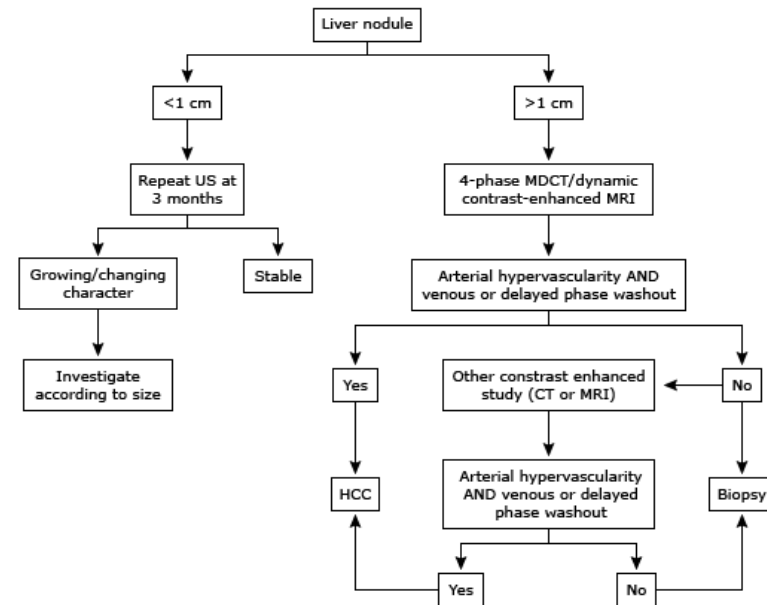 Liver nodule
<1 cm
>1 cm
Repeat US at
3 months
4-phase MDCT/dynamic
contrast-enhanced MRI
Growing/changing
character
Stable
Arterial hypervascularity AND
venous or delayed phase washout
Investigate
according to size
Yes
Other constrast enhanced
study (CT or MRI)
No
HCC
Arterial hypervascularity
AND venous or delayed
phase washout
Biopsy
Yes
No